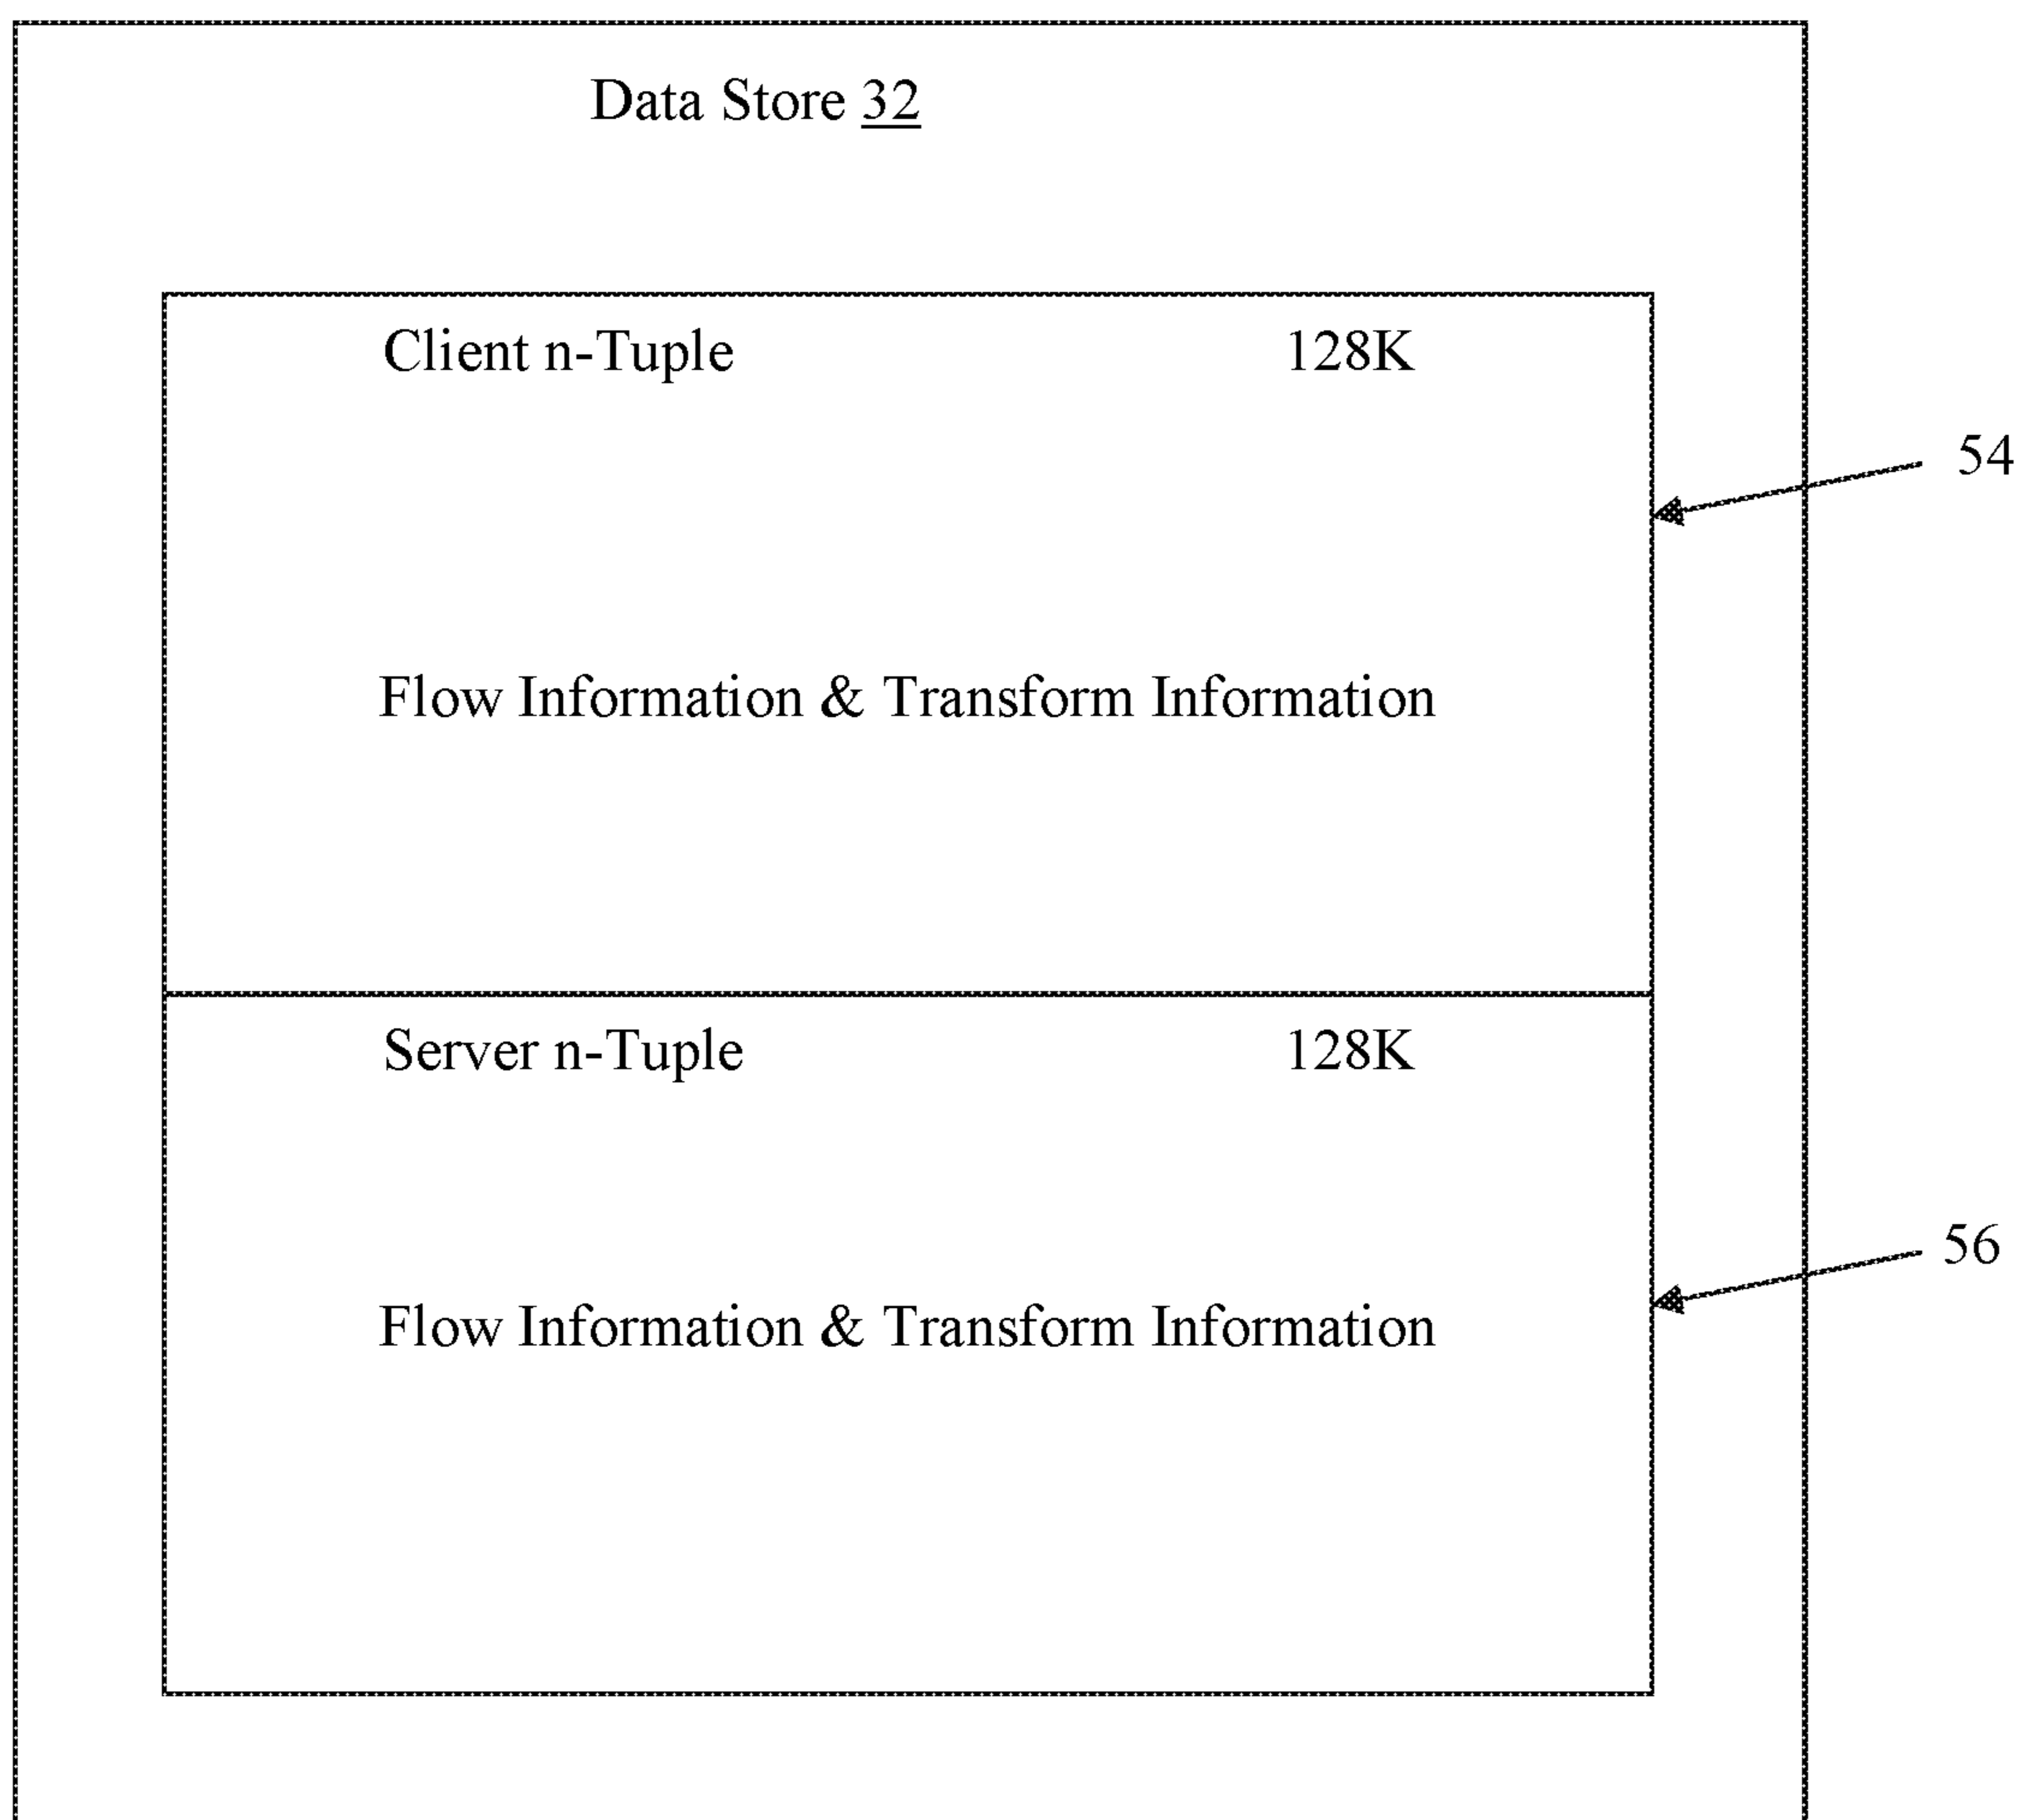 Data Store 32
Client n-Tuple 128K
54
Flow Information & Transform Information
Server n-Tuple 128K
56
Flow Information & Transform Information